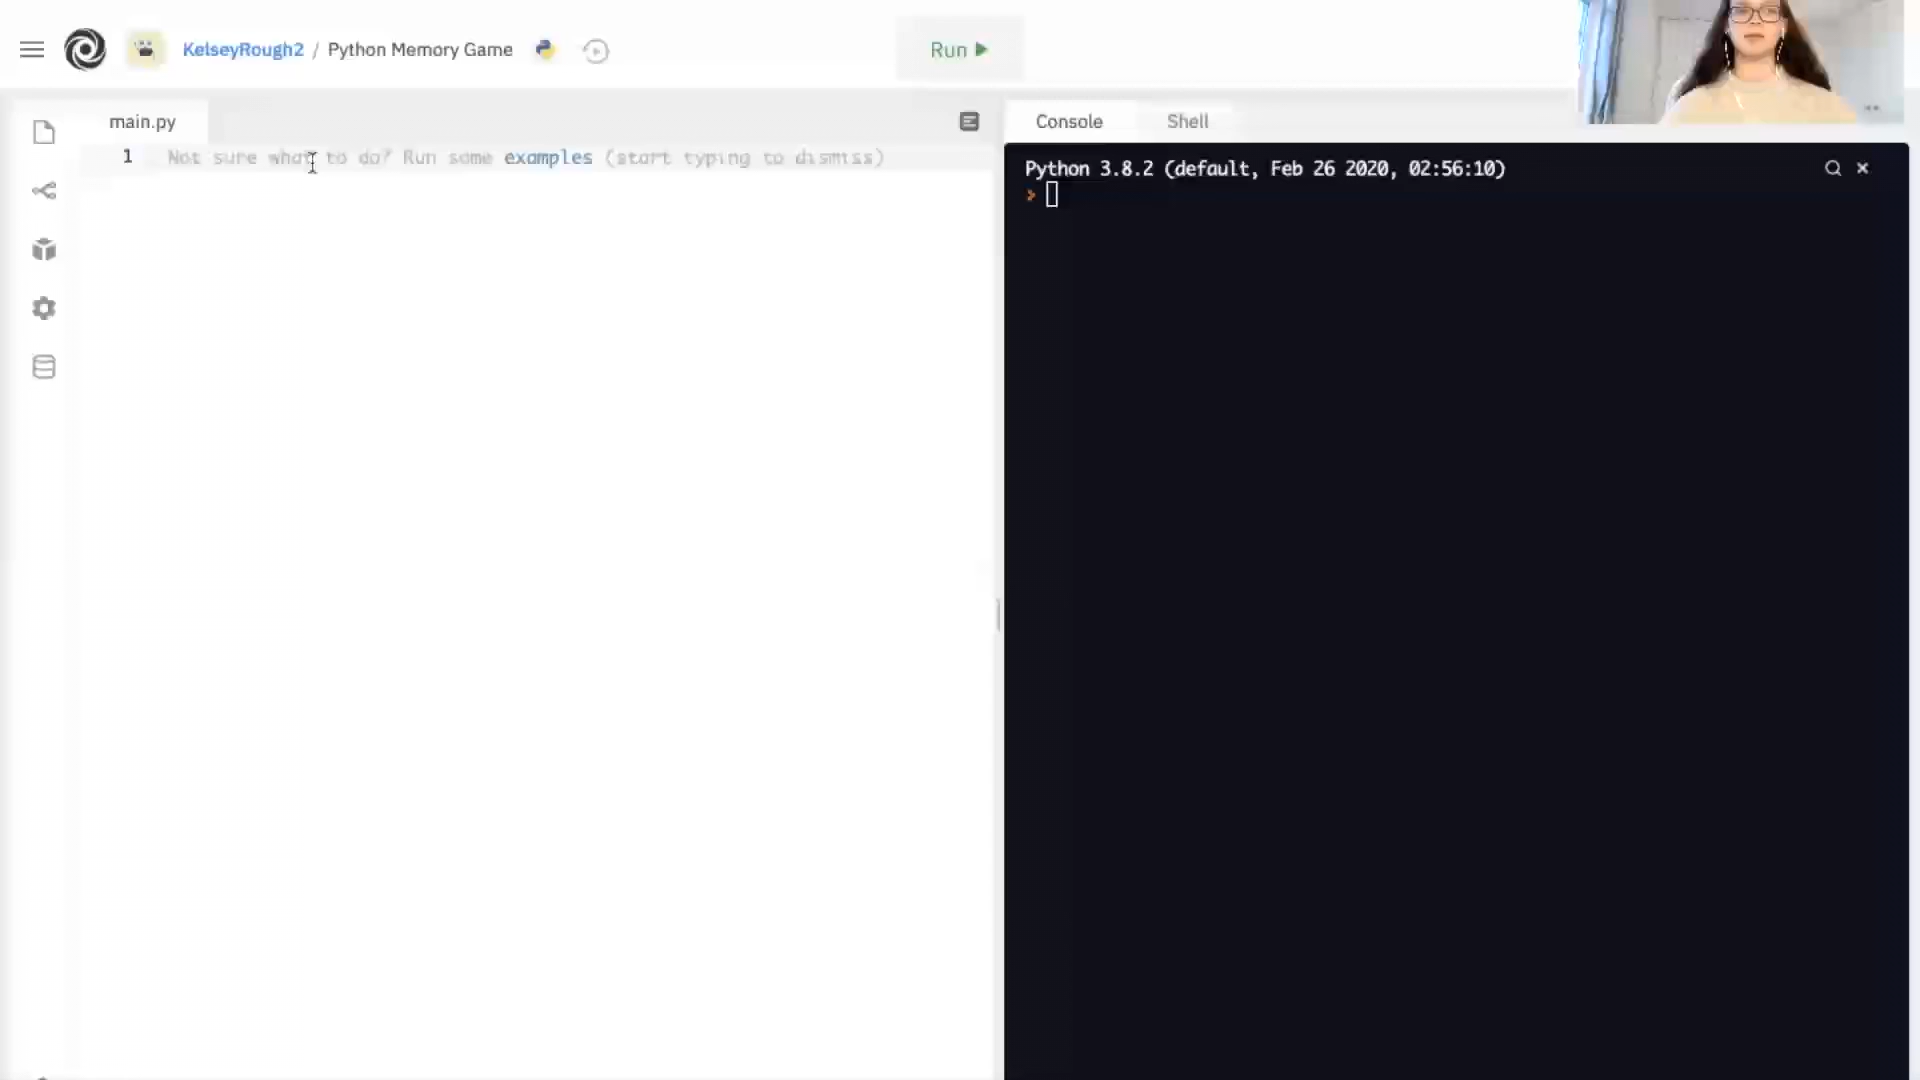 KelseyRough2 / Python Memory Game
Run
main.py
Console
Shell
1
Not sure what to do? Run some examples (start typing to dismiss)
Python 3.8.2 (default, Feb 26 2020, 02:56:10)
>